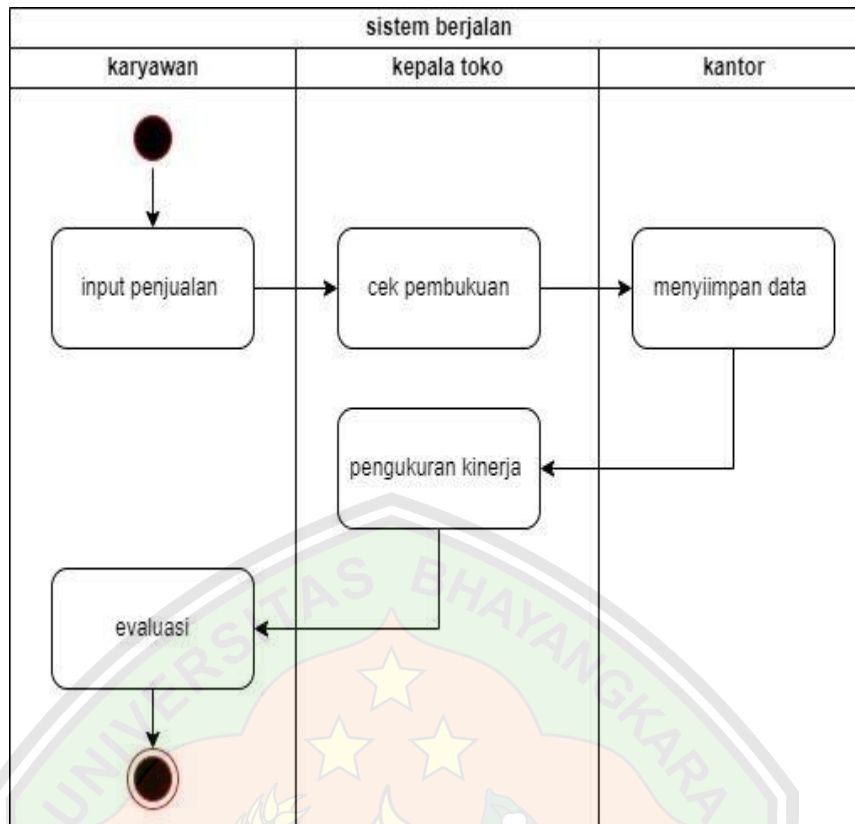 sistem berjalan
karyawan
kepala toko
kantor
input penjualan
cek pembukuan
menyiimpan data
pengukuran kinerja
evaluasi
UNIVERSITAS BHAYANGKARA